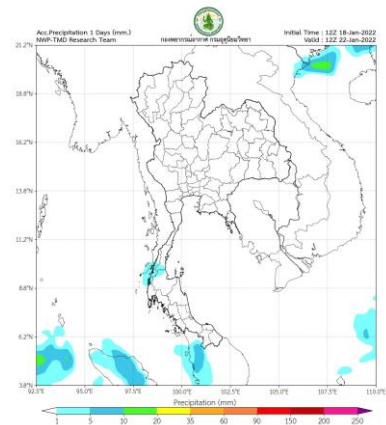 Acc.Precipitation 1 Days (mm.)
NWP-TMD Research Team
กองพยากรณ์อากาศ กรมอุตุนิยมวิทยา
Initial Time : 12Z 18-Jan-2022
Valid : 12Z 22-Jan-2022
21.2°N
18.8°N
16.2°N
13.8°N
11.2°N
8.8°N
6.2°N
3.8°N
92.5°E 95.0°E 97.5°E 100.0°E 102.5°E 105.0°E 107.5°E 110.0°E
Precipitation (mm)
1 5 10 20 35 60 90 150 200 250